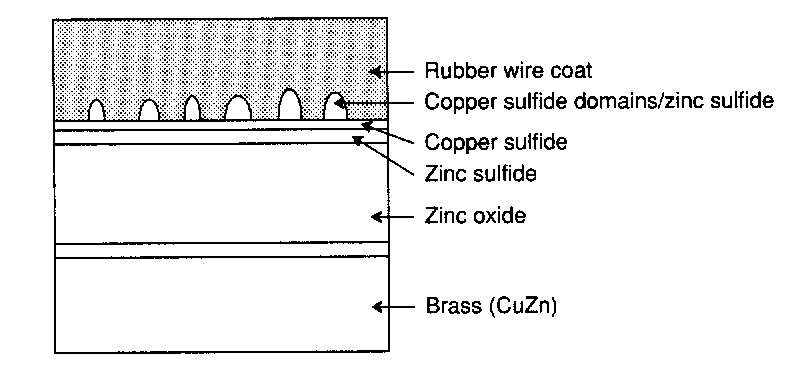 Rubber wire coat
Copper sulfide domains/zinc sulfide
Copper sulfide
Zinc sulfide
Zinc oxide
Brass (CuZn)